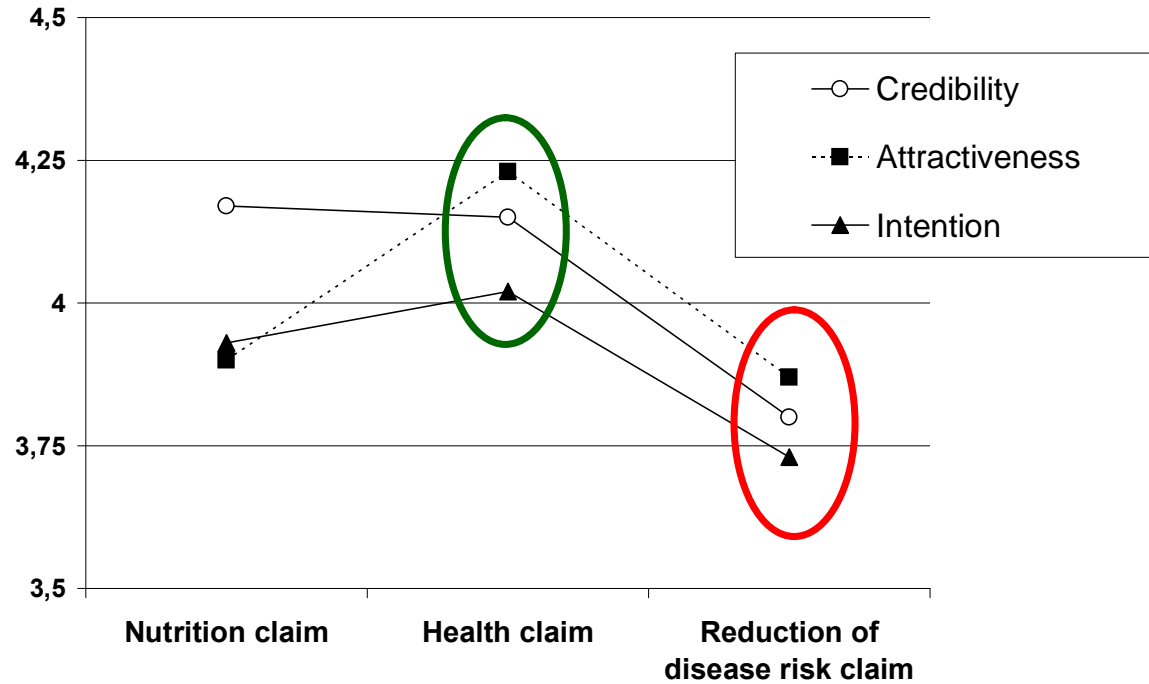 4,5
4,25
4
3,75
3,5
Credibility
Attractiveness
Intention
Nutrition claim
Health claim
Reduction of
disease risk claim